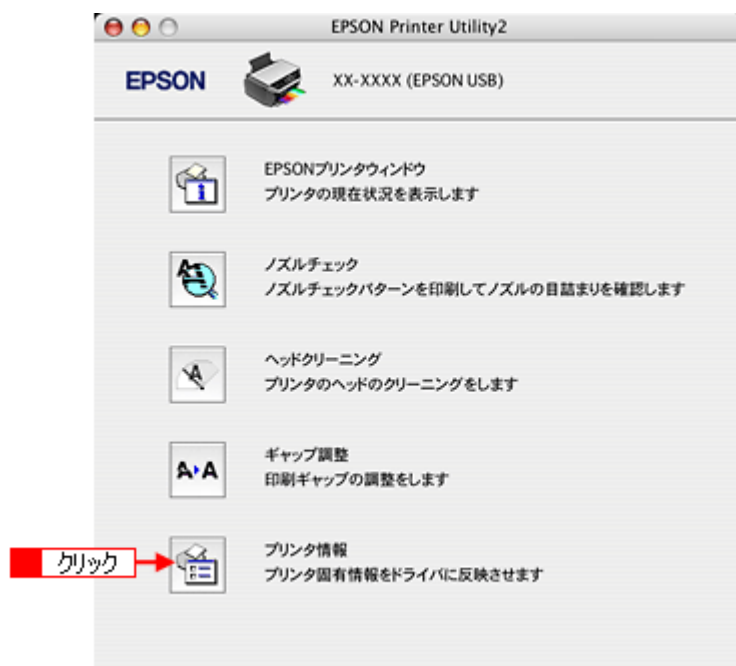 EPSON Printer Utility2
EPSON
XX-XXXX (EPSON USB)
EPSONプリンタウィンドウ
プリンタの現在状況を表示します
ノズルチェック
ノズルチェックパターンを印刷してノズルの目詰まりを確認します
ヘッドクリーニング
プリンタのヘッドのクリーニングをします
ギャップ調整
印刷ギャップの調整をします
プリンタ情報
プリンタ固有情報をドライバに反映させます
クリック